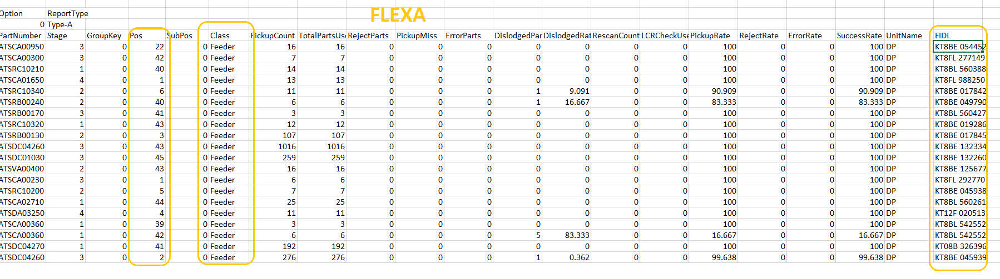 FLEXA
Option ReportType
0 Type-A
PartNumber Stage GroupKey Pos SubPos Class PickupCount TotalPartsUse RejectParts PickupMiss ErrorParts DislodgedPar DislodgedRat RescanCount LCRCheckUse PickupRate RejectRate ErrorRate SuccessRate UnitName FIDL
ATSCA00950 3 0 22 0 Feeder 16 16 0 0 0 0 0 0 0 100 0 0 100 DP KT8BE 054452
ATSCA00300 3 0 42 0 Feeder 7 7 0 0 0 0 0 0 0 100 0 0 100 DP KT8FL 277149
ATSRC10210 1 0 40 0 Feeder 14 14 0 0 0 0 0 0 0 100 0 0 100 DP KT8BL 560388
ATSCA01650 4 0 1 0 Feeder 13 13 0 0 0 0 0 0 0 100 0 0 100 DP KT8FL 988250
ATSRC10340 2 0 6 0 Feeder 11 11 0 0 0 1 9.091 0 0 90.909 0 0 90.909 DP KT8BE 017842
ATSRB00240 2 0 40 0 Feeder 6 6 0 0 0 1 16.667 0 0 83.333 0 0 83.333 DP KT8BE 049790
ATSRB00170 3 0 41 0 Feeder 3 3 0 0 0 0 0 0 0 100 0 0 100 DP KT8BL 560427
ATSRC10320 1 0 43 0 Feeder 12 12 0 0 0 0 0 0 0 100 0 0 100 DP KT8BE 019286
ATSRB00130 2 0 3 0 Feeder 107 107 0 0 0 0 0 0 0 100 0 0 100 DP KT8BE 017845
ATSDC04260 3 0 43 0 Feeder 1016 1016 0 0 0 0 0 0 0 100 0 0 100 DP KT8BE 132334
ATSDC01030 3 0 45 0 Feeder 259 259 0 0 0 0 0 0 0 100 0 0 100 DP KT8BE 132260
ATSVA00400 2 0 43 0 Feeder 16 16 0 0 0 0 0 0 0 100 0 0 100 DP KT8BE 125677
ATSCA00230 3 0 1 0 Feeder 6 6 0 0 0 0 0 0 0 100 0 0 100 DP KT8FL 292770
ATSRC10200 2 0 5 0 Feeder 7 7 0 0 0 0 0 0 0 100 0 0 100 DP KT8BE 045938
ATSCA02710 1 0 44 0 Feeder 25 25 0 0 0 0 0 0 0 100 0 0 100 DP KT8BL 560261
ATSDA03250 4 0 4 0 Feeder 11 11 0 0 0 0 0 0 0 100 0 0 100 DP KT12F 020513
ATSCA00360 1 0 39 0 Feeder 3 3 0 0 0 0 0 0 0 100 0 0 100 DP KT8BL 542552
ATSCA00360 1 0 42 0 Feeder 6 6 0 0 0 5 83.333 0 0 16.667 0 0 16.667 DP KT8BL 542552
ATSDC04270 1 0 41 0 Feeder 192 192 0 0 0 0 0 0 0 100 0 0 100 DP KT08B 326396
ATSDC04260 3 0 2 0 Feeder 276 276 0 0 0 1 0.362 0 0 99.638 0 0 99.638 DP KT8BE 045939